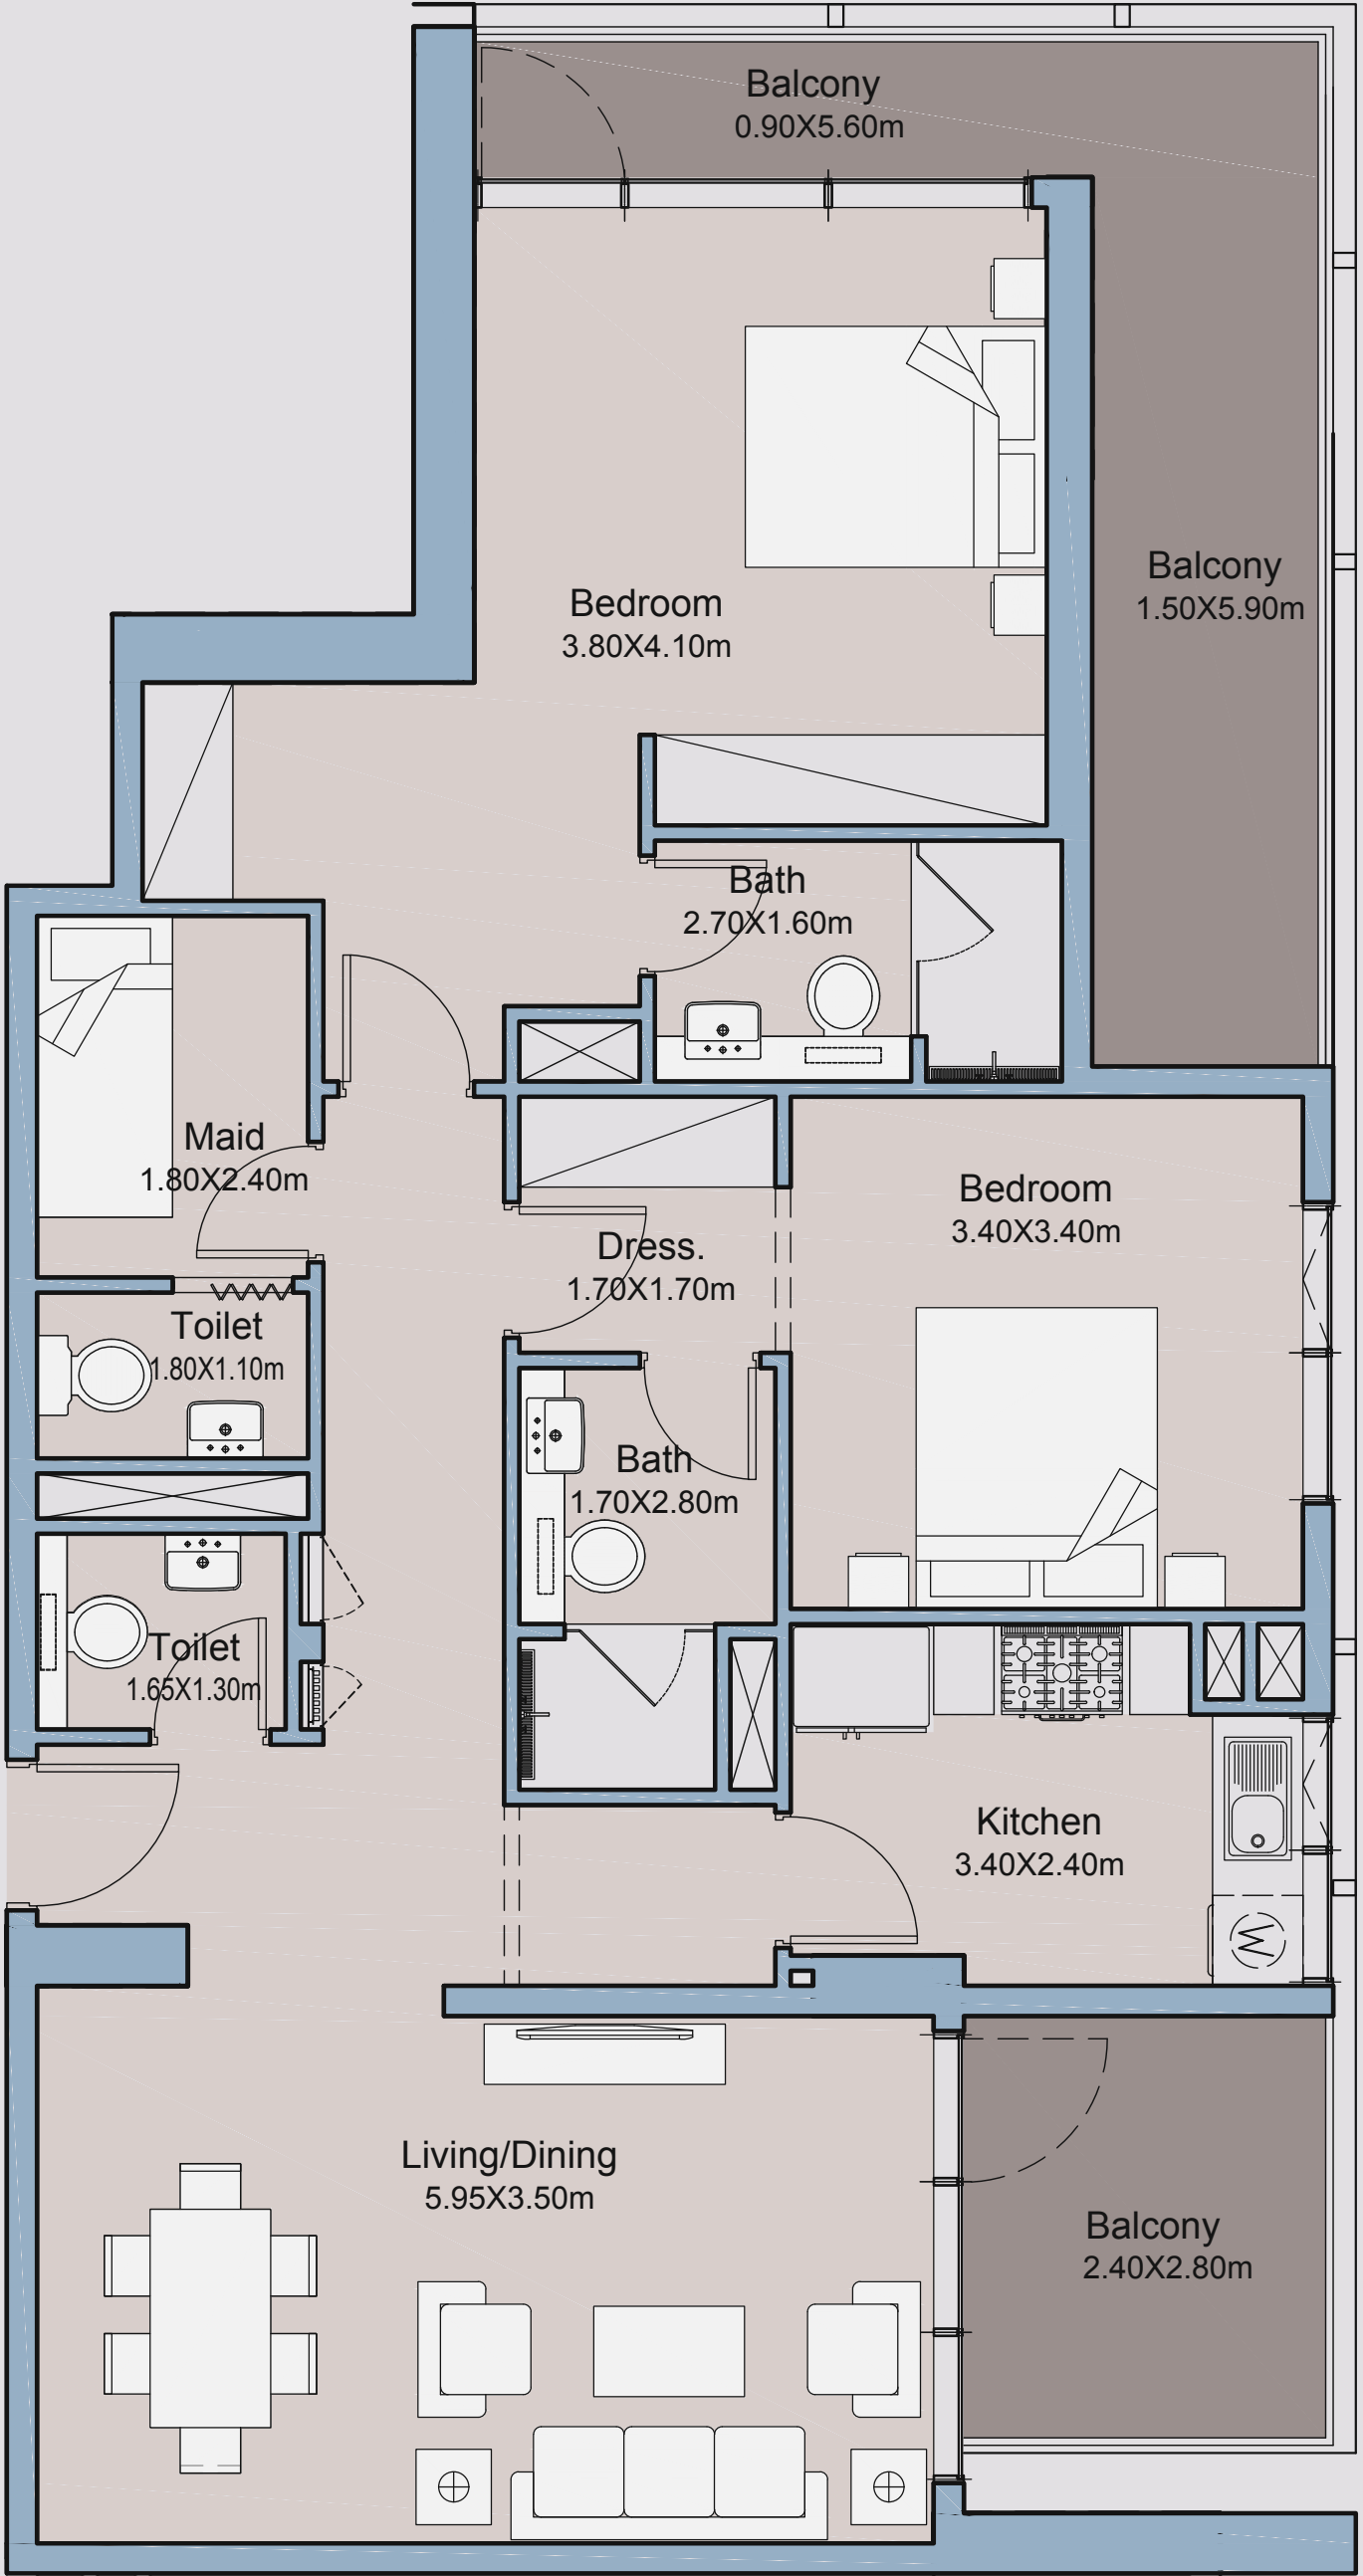 Balcony
0.90X5.60m
Balcony
1.50X5.90m
Bedroom
3.80X4.10m
Bath
2.70X1.60m
Maid
1.80X2.40m
Bedroom
3.40X3.40m
Dress.
1.70X1.70m
Toilet
1.80X1.10m
Bath
1.70X2.80m
Toilet
1.65X1.30m
Kitchen
3.40X2.40m
W
Living/Dining
5.95X3.50m
Balcony
2.40X2.80m